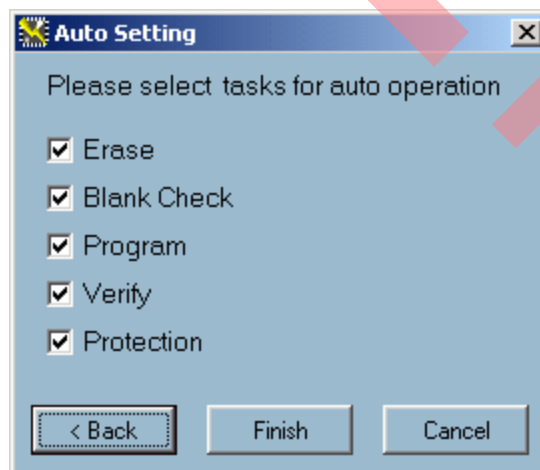 Auto Setting
Please select tasks for auto operation
Erase
Blank Check
Program
Verify
Protection
< Back Finish Cancel